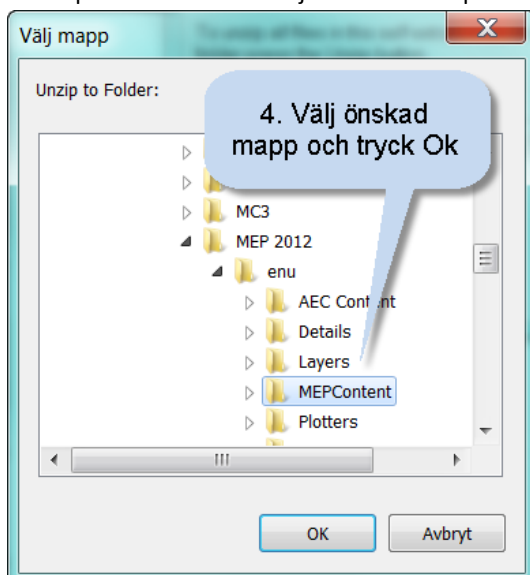 Välj mapp
Unzip to Folder:
4. Välj önskad
mapp och tryck Ok
MC3
MEP 2012
enu
AEC Content
Details
Layers
MEPContent
Plotters
OK
Avbryt